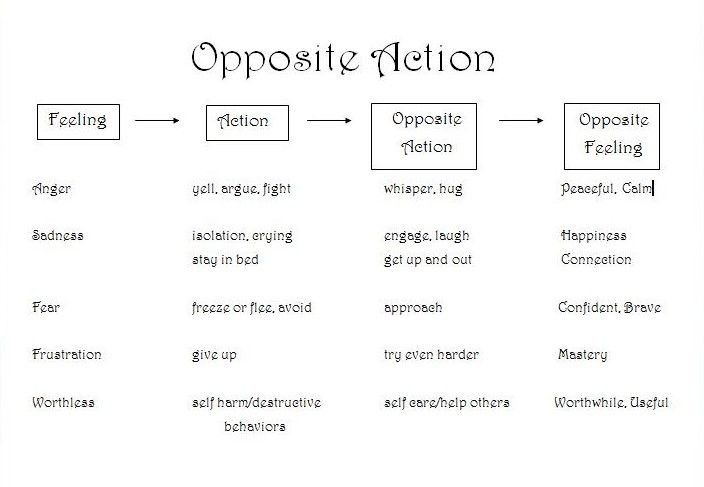 Opposite Action
Feeling
Action
Opposite
Action
Opposite
Feeling
Anger yell, argue, fight whisper, hug Peaceful, Calm
Sadness isolation, crying engage, laugh Happiness
stay in bed get up and out Connection
Fear freeze or flee, avoid approach Confident, Brave
Frustration give up try even harder Mastery
Worthless self harm/destructive self care/help others Worthwhile, Useful
behaviors